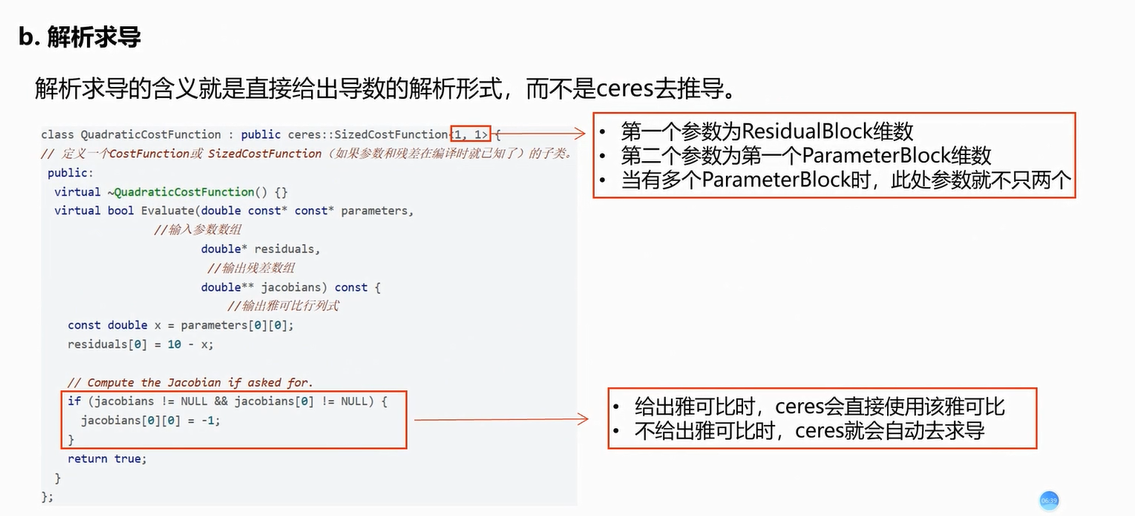 b. 解析求导
解析求导的含义就是直接给出导数的解析形式，而不是ceres去推导。
class QuadraticCostFunction : public ceres::SizedCostFunction<1, 1> {
// 定义一个CostFunction或 SizedCostFunction（如果参数和残差在编译时就已知了）的子类。
public:
virtual ~QuadraticCostFunction() {}
virtual bool Evaluate(double const* const* parameters,
//输入参数数组
double* residuals,
//输出残差数组
double** jacobians) const {
//输出雅可比行列式
const double x = parameters[0][0];
residuals[0] = 10 - x;
// Compute the Jacobian if asked for.
if (jacobians != NULL && jacobians[0] != NULL) {
jacobians[0][0] = -1;
}
return true;
}
};
• 第一个参数为ResidualBlock维数
• 第二个参数为第一个ParameterBlock维数
• 当有多个ParameterBlock时，此处参数就不只两个
• 给出雅可比时，ceres会直接使用该雅可比
• 不给出雅可比时，ceres就会自动去求导
06:39